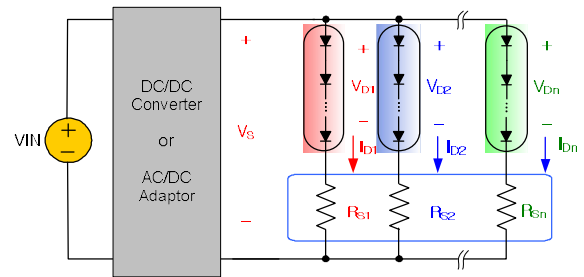 VIN
+
−
DC/DC
Converter
or
AC/DC
Adaptor
+
VS
−
+
VD1
−
ID1
+
VD2
−
ID2
+
VDn
−
IDn
RS1
RS2
RSn